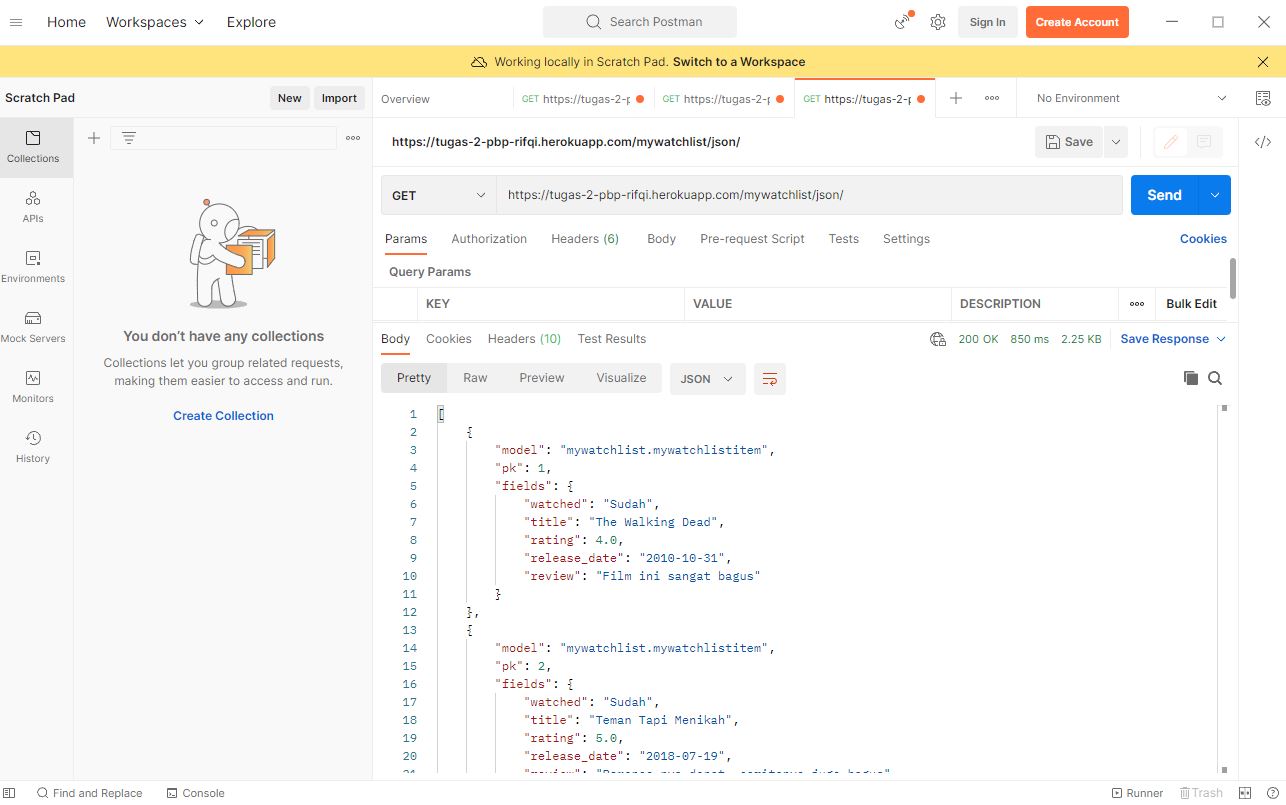 Home Workspaces Explore Search Postman Sign In Create Account
Working locally in Scratch Pad. Switch to a Workspace
Scratch Pad New Import
Overview GET https://tugas-2-p GET https://tugas-2-p GET https://tugas-2-p No Environment
Collections
APIs
Environments
Mock Servers
Monitors
History
You don’t have any collections
Collections let you group related requests,
making them easier to access and run.
Create Collection
https://tugas-2-pbp-rifqi.herokuapp.com/mywatchlist/json/ Save
GET https://tugas-2-pbp-rifqi.herokuapp.com/mywatchlist/json/ Send
Params Authorization Headers (6) Body Pre-request Script Tests Settings Cookies
Query Params
KEY VALUE DESCRIPTION Bulk Edit
Body Cookies Headers (10) Test Results 200 OK 850 ms 2.25 KB Save Response
Pretty Raw Preview Visualize JSON
1 [
2 {
3 "model": "mywatchlist.mywatchlistitem",
4 "pk": 1,
5 "fields": {
6 "watched": "Sudah",
7 "title": "The Walking Dead",
8 "rating": 4.0,
9 "release_date": "2010-10-31",
10 "review": "Film ini sangat bagus"
11 }
12 },
13 {
14 "model": "mywatchlist.mywatchlistitem",
15 "pk": 2,
16 "fields": {
17 "watched": "Sudah",
18 "title": "Teman Tapi Menikah",
19 "rating": 5.0,
20 "release_date": "2018-07-19",
21 "review":
Find and Replace Console Runner Trash